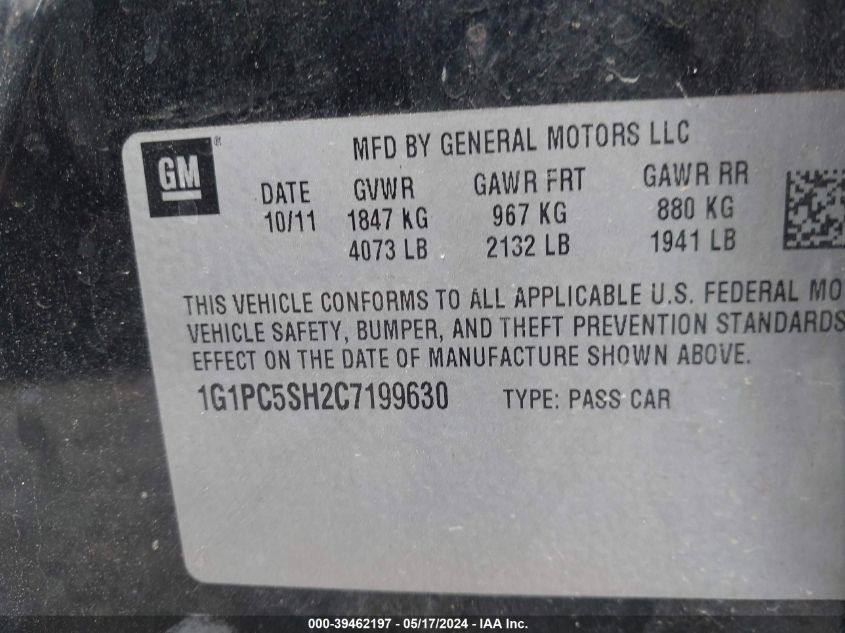 MFD BY GENERAL MOTORS LLC
GM
DATE GVWR GAWR FRT GAWR RR
10/11 1847 KG 967 KG 880 KG
4073 LB 2132 LB 1941 LB
THIS VEHICLE CONFORMS TO ALL APPLICABLE U.S. FEDERAL MO
VEHICLE SAFETY, BUMPER, AND THEFT PREVENTION STANDARDS
EFFECT ON THE DATE OF MANUFACTURE SHOWN ABOVE.
1G1PC5SH2C7199630 TYPE: PASS CAR
000-39462197 - 05/17/2024 - IAA Inc.